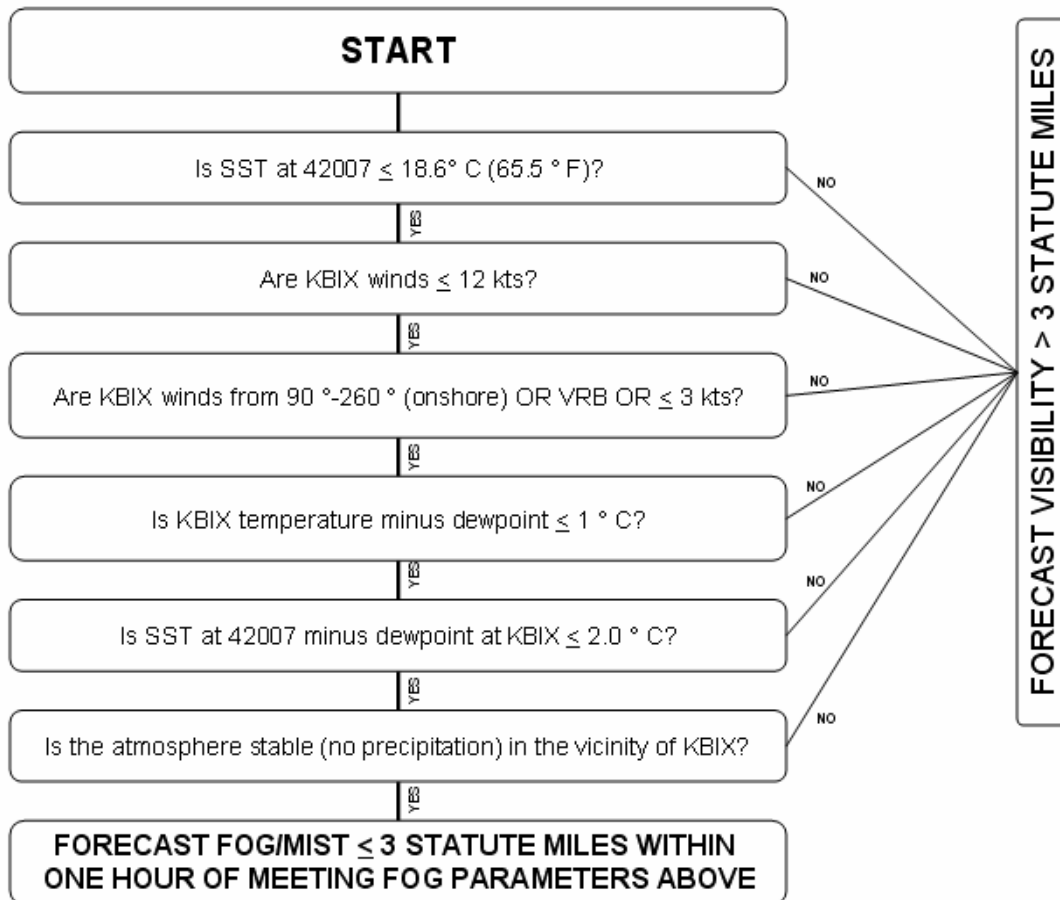 START
Is SST at 42007 ≤ 18.6° C (65.5 ° F)?
NO
YES
Are KBIX winds ≤ 12 kts?
NO
YES
Are KBIX winds from 90 °-260 ° (onshore) OR VRB OR ≤ 3 kts?
NO
YES
Is KBIX temperature minus dewpoint ≤ 1 ° C?
NO
YES
Is SST at 42007 minus dewpoint at KBIX ≤ 2.0 ° C?
NO
YES
Is the atmosphere stable (no precipitation) in the vicinity of KBIX?
NO
YES
FORECAST FOG/MIST ≤ 3 STATUTE MILES WITHIN
ONE HOUR OF MEETING FOG PARAMETERS ABOVE
FORECAST VISIBILITY > 3 STATUTE MILES